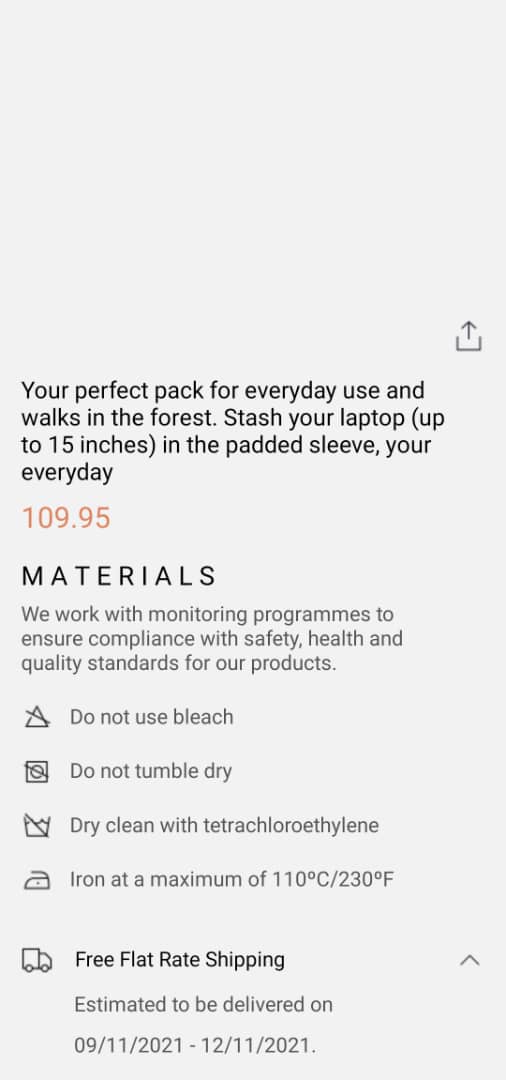 Your perfect pack for everyday use and
walks in the forest. Stash your laptop (up
to 15 inches) in the padded sleeve, your
everyday
109.95
MATERIALS
We work with monitoring programmes to
ensure compliance with safety, health and
quality standards for our products.
Do not use bleach
Do not tumble dry
Dry clean with tetrachloroethylene
Iron at a maximum of 110ºC/230ºF
Free Flat Rate Shipping
Estimated to be delivered on
09/11/2021 - 12/11/2021.